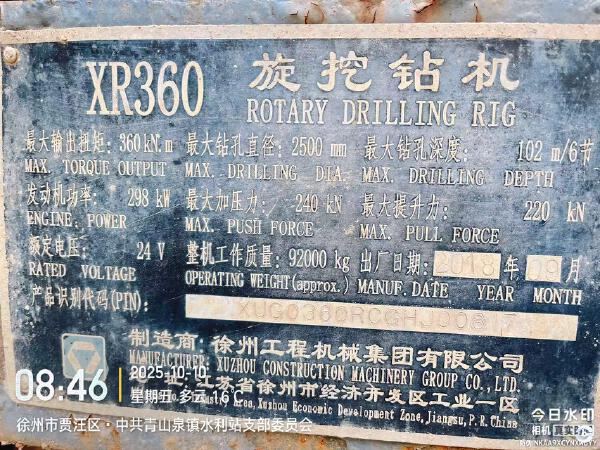 XR360 旋挖钻机
ROTARY DRILLING RIG
最大输出扭矩: 360 kN.m 最大钻孔直径: 2500 mm 最大钻孔深度: 102 m/6节
MAX. TORQUE OUTPUT MAX. DRILLING DIA. MAX. DRILLING DEPTH
发动机功率: 298 kW 最大加压力: 240 kN 最大提升力: 220 kN
ENGINE POWER MAX. PUSH FORCE MAX. PULL FORCE
额定电压: 24 V 整机工作质量: 92000 kg 出厂日期: 2018 年 09 月
RATED VOLTAGE OPERATING WEIGHT(approx.) MANUF. DATE YEAR MONTH
产品识别代码(PIN):
制造商: 徐州工程机械集团有限公司
MANUFACTURER: XUZHOU CONSTRUCTION MACHINERY GROUP CO., LTD.
址: 江苏省徐州市经济开发区工业一区
Industry Area, Xuzhou Economic Development Zone, Jiangsu, P.R. China
08:46
2025-10-10
星期五 多云 16℃
徐州市贾汪区·中共青山泉镇水利站支部委员会
今日水印
相机